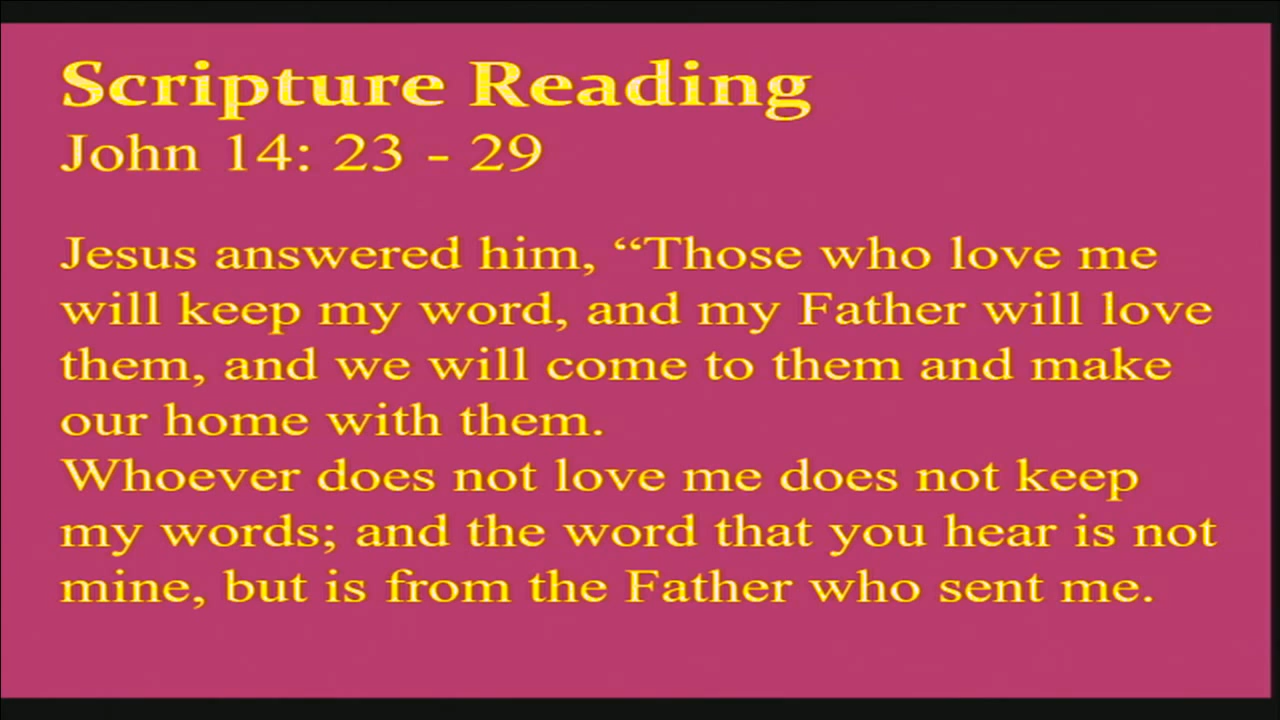 Scripture Reading
John 14: 23 - 29
Jesus answered him, “Those who love me
will keep my word, and my Father will love
them, and we will come to them and make
our home with them.
Whoever does not love me does not keep
my words; and the word that you hear is not
mine, but is from the Father who sent me.